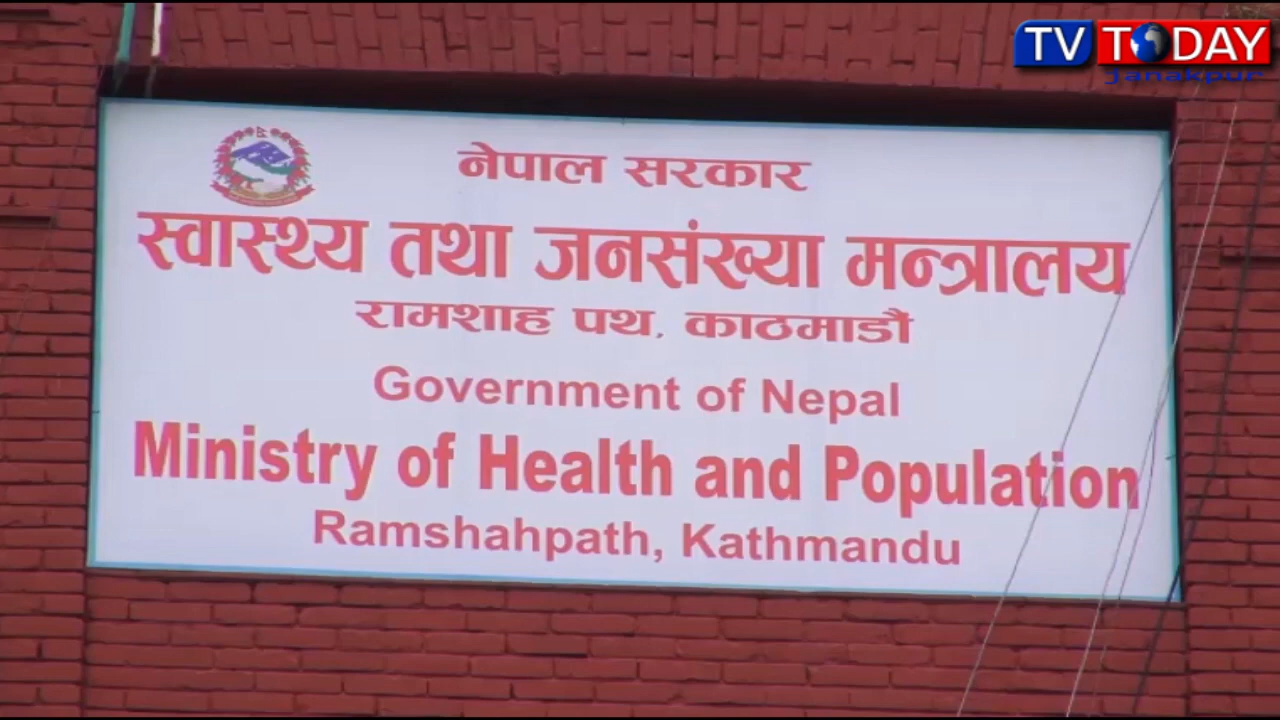 TV TODAY
Janakpur
नेपाल सरकार
स्वास्थ्य तथा जनसंख्या मन्त्रालय
रामशाह पथ, काठमाडौं
Government of Nepal
Ministry of Health and Population
Ramshahpath, Kathmandu